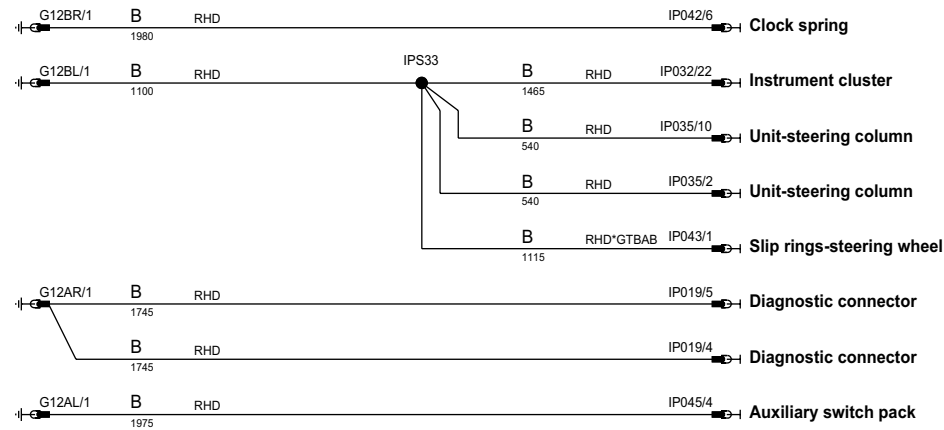 G12BR/1 B RHD IP042/6 Clock spring
1980
IPS33
G12BL/1 B RHD B RHD IP032/22 Instrument cluster
1100 1465
B RHD IP035/10 Unit-steering column
540
B RHD IP035/2 Unit-steering column
540
B RHD*GTBAB IP043/1 Slip rings-steering wheel
1115
G12AR/1 B RHD IP019/5 Diagnostic connector
1745
B RHD IP019/4 Diagnostic connector
1745
G12AL/1 B RHD IP045/4 Auxiliary switch pack
1975